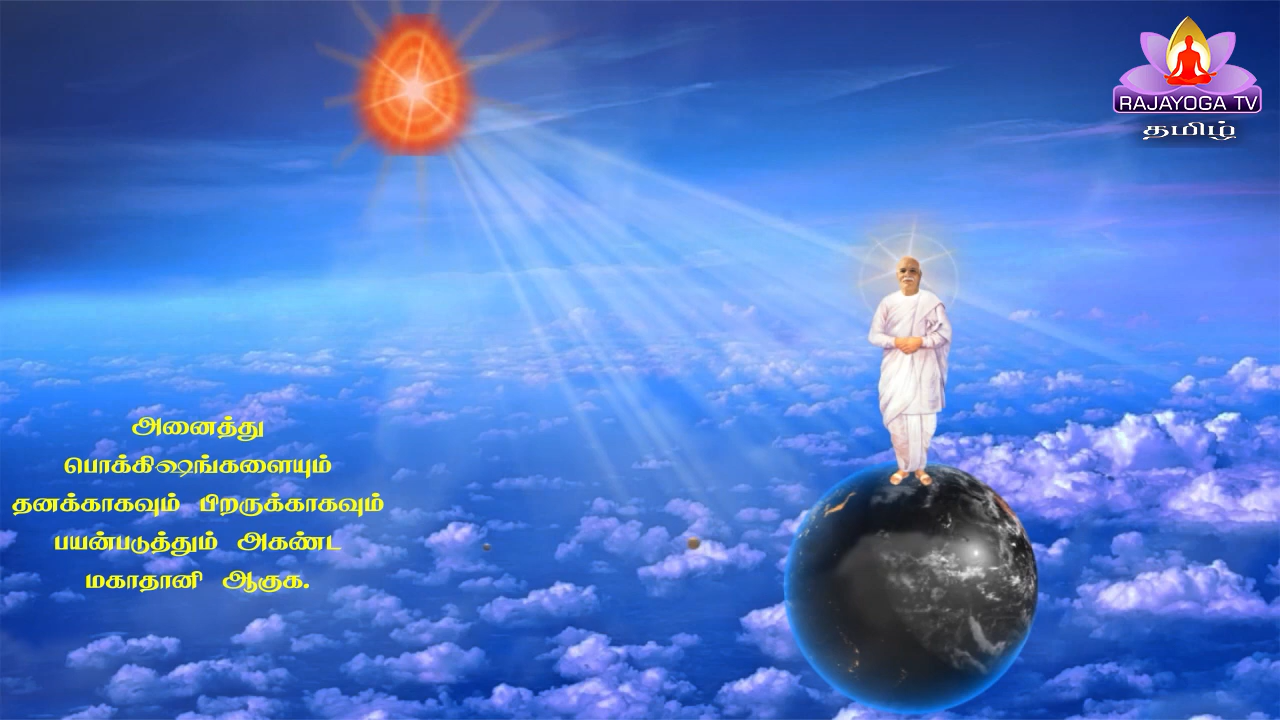 RAJAYOGA TV
தமிழ்
அனைத்து
பொக்கிஷங்களையும்
தனக்காகவும் பிறருக்காகவும்
பயன்படுத்தும் அகண்ட
மகாதானி ஆகுக.